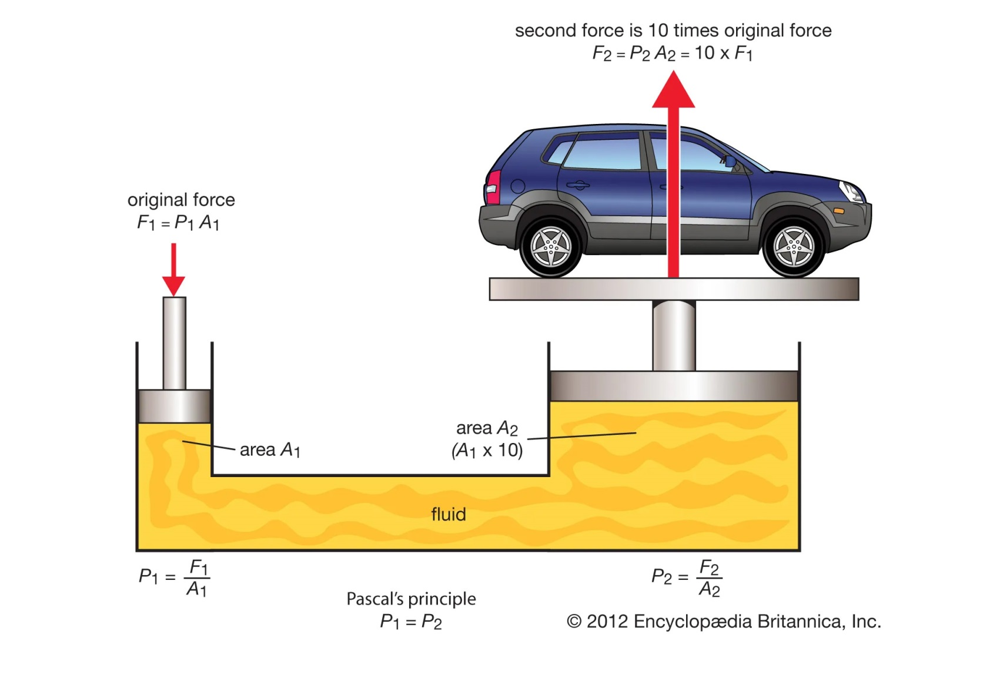 second force is 10 times original force
F2 = P2 A2 = 10 x F1
original force
F1 = P1 A1
area A1
area A2
(A1 x 10)
fluid
P1 = F1/A1
P2 = F2/A2
Pascal's principle
P1 = P2
© 2012 Encyclopædia Britannica, Inc.